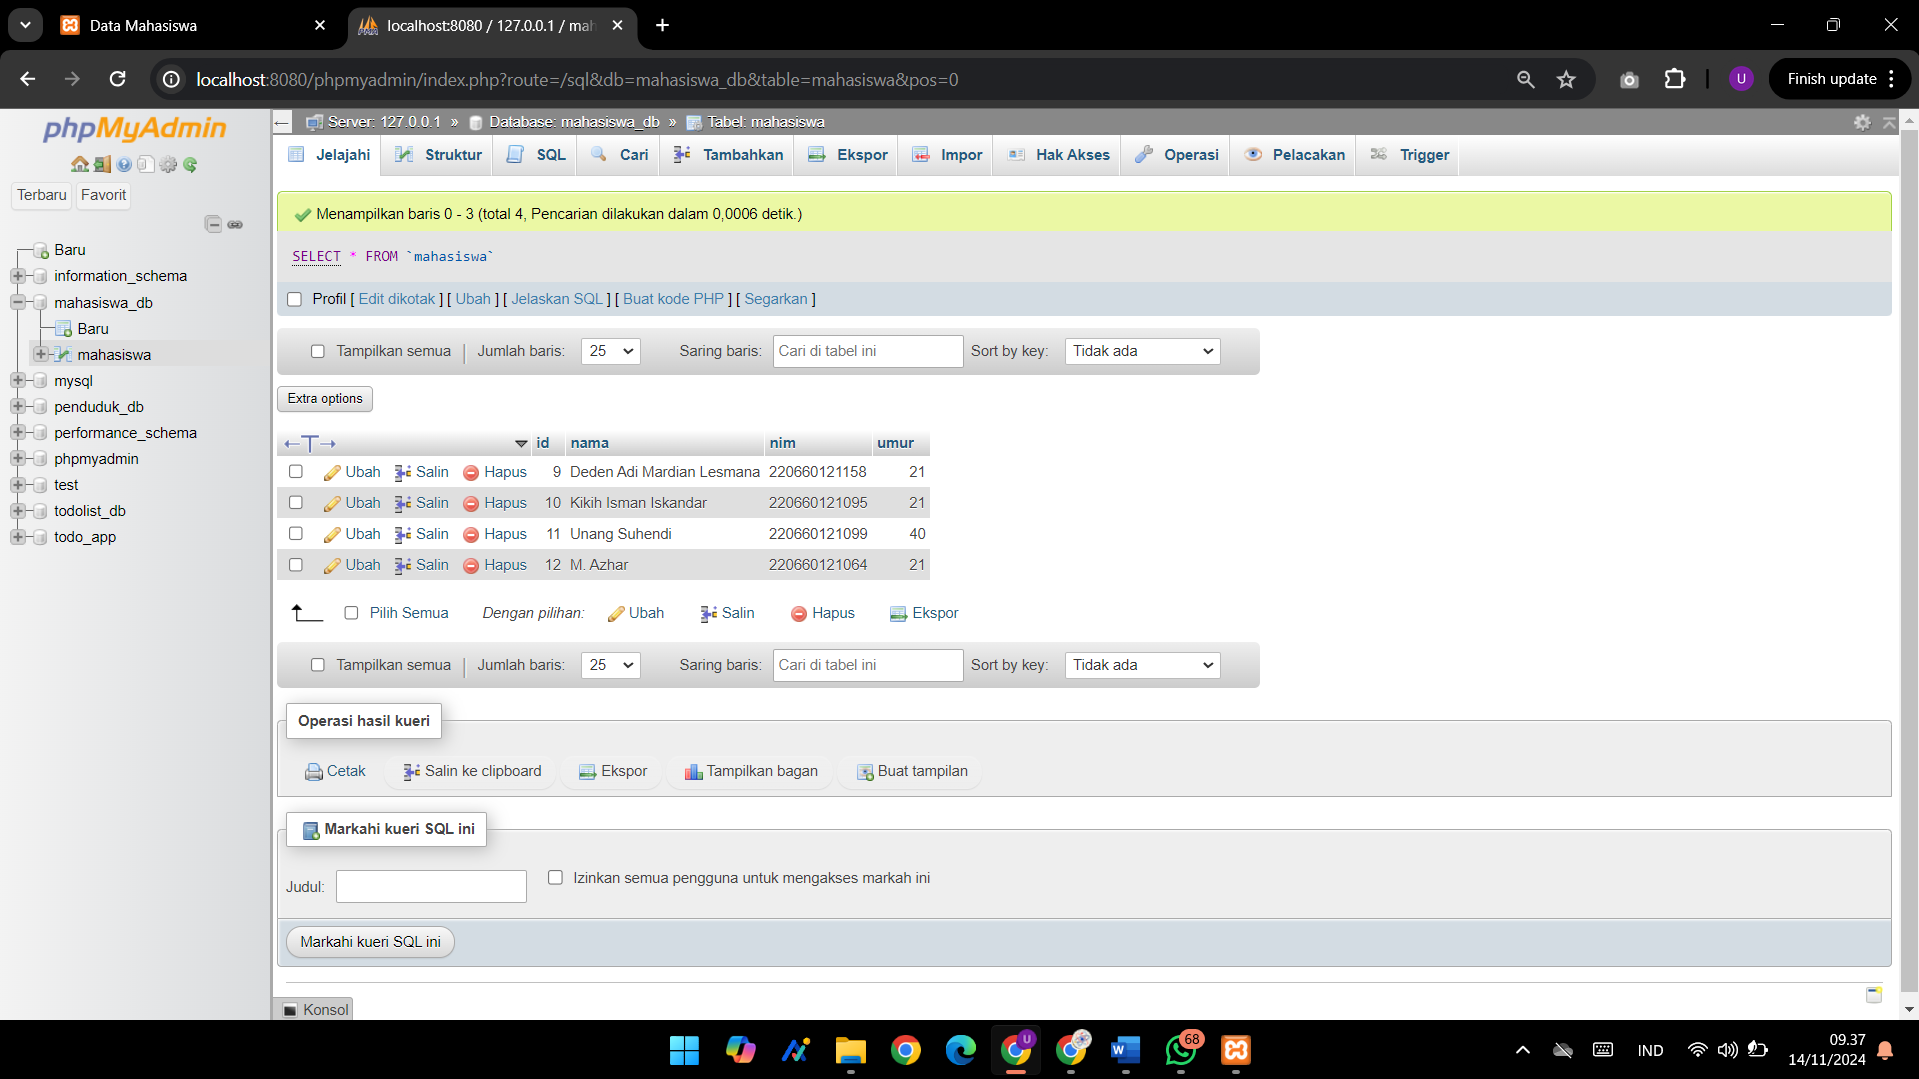 Data Mahasiswa
localhost:8080 / 127.0.0.1 / mah
localhost:8080/phpmyadmin/index.php?route=/sql&db=mahasiswa_db&table=mahasiswa&pos=0
U
Finish update
phpMyAdmin
Terbaru
Favorit
Baru
information_schema
mahasiswa_db
Baru
mahasiswa
mysql
penduduk_db
performance_schema
phpmyadmin
test
todolist_db
todo_app
Server: 127.0.0.1 » Database: mahasiswa_db » Tabel: mahasiswa
Jelajahi Struktur SQL Cari Tambahkan Ekspor Impor Hak Akses Operasi Pelacakan Trigger
Menampilkan baris 0 - 3 (total 4, Pencarian dilakukan dalam 0,0006 detik.)
SELECT * FROM `mahasiswa`
Profil [ Edit dikotak ] [ Ubah ] [ Jelaskan SQL ] [ Buat kode PHP ] [ Segarkan ]
Tampilkan semua | Jumlah baris: 25 Saring baris: Cari di tabel ini Sort by key: Tidak ada
Extra options
id nama nim umur
Ubah Salin Hapus 9 Deden Adi Mardian Lesmana 220660121158 21
Ubah Salin Hapus 10 Kikih Isman Iskandar 220660121095 21
Ubah Salin Hapus 11 Unang Suhendi 220660121099 40
Ubah Salin Hapus 12 M. Azhar 220660121064 21
Pilih Semua Dengan pilihan: Ubah Salin Hapus Ekspor
Tampilkan semua | Jumlah baris: 25 Saring baris: Cari di tabel ini Sort by key: Tidak ada
Operasi hasil kueri
Cetak Salin ke clipboard Ekspor Tampilkan bagan Buat tampilan
Markahi kueri SQL ini
Judul:
Izinkan semua pengguna untuk mengakses markah ini
Markahi kueri SQL ini
Konsol
U
W
68
IND
09.37
14/11/2024